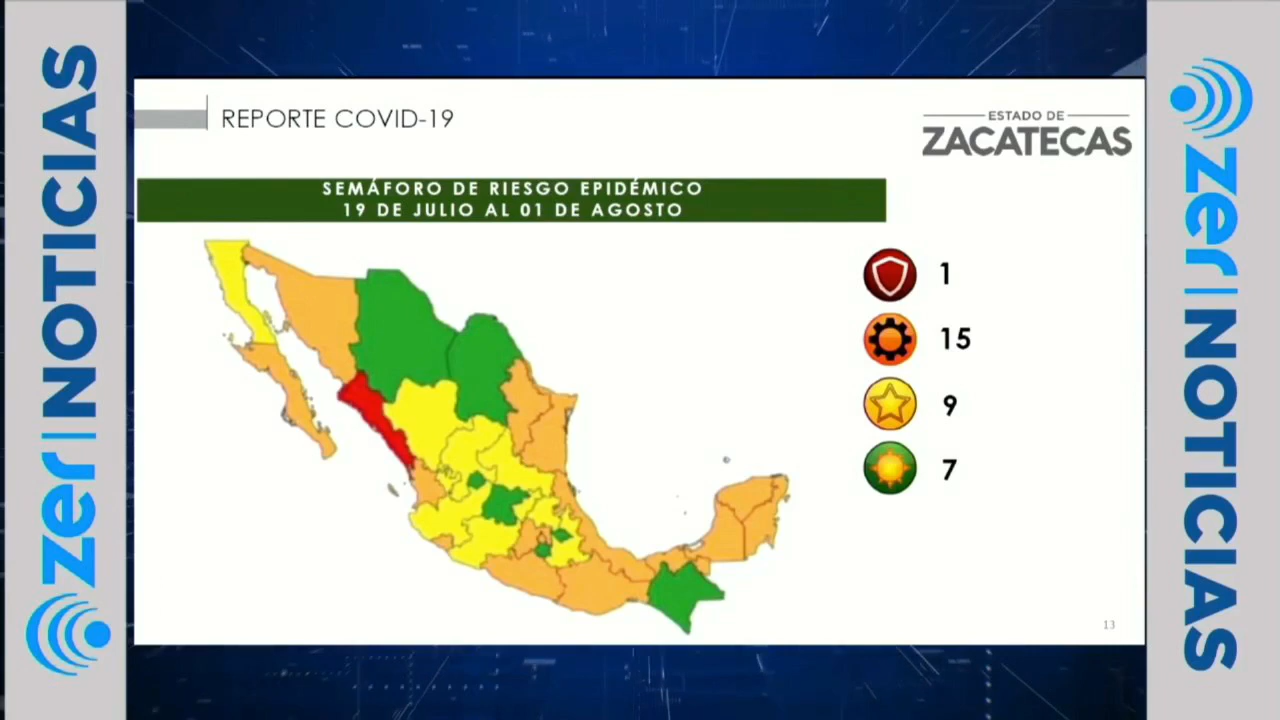 zer|NOTICIAS
REPORTE COVID-19
ESTADO DE
ZACATECAS
SEMÁFORO DE RIESGO EPIDÉMICO
19 DE JULIO AL 01 DE AGOSTO
1
15
9
7
13
zer|NOTICIAS